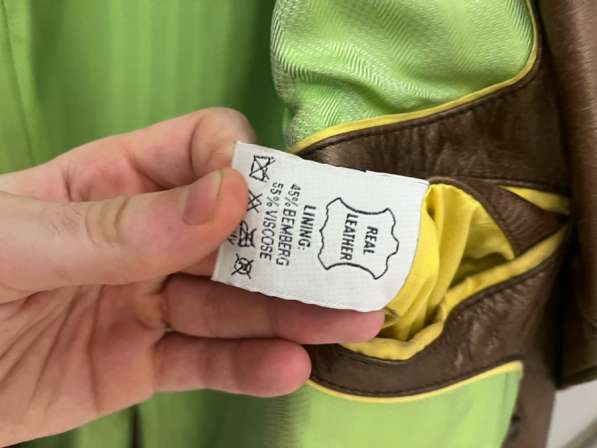 REAL
LEATHER
LINING:
45% BEMBERG
55% VISCOSE